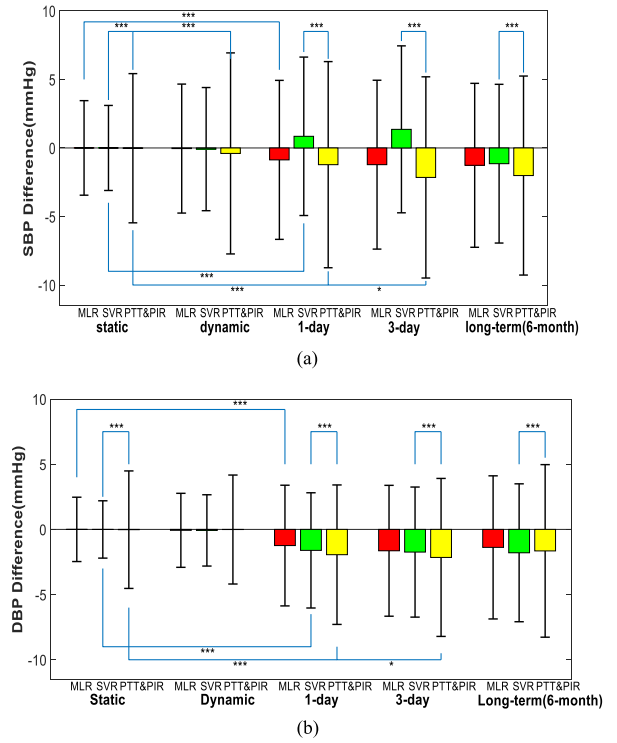 10
5
0
-5
-10
SBP Difference(mmHg)
***
*** *** *** *** ***
***
*** *
MLR SVR PTT&PIR MLR SVR PTT&PIR MLR SVR PTT&PIR MLR SVR PTT&PIR MLR SVR PTT&PIR
static dynamic 1-day 3-day long-term(6-month)
(a)
10
5
0
-5
-10
DBP Difference(mmHg)
***
*** *** *** ***
***
*** *
MLR SVR PTT&PIR MLR SVR PTT&PIR MLR SVR PTT&PIR MLR SVR PTT&PIR MLR SVR PTT&PIR
Static Dynamic 1-day 3-day Long-term(6-month)
(b)